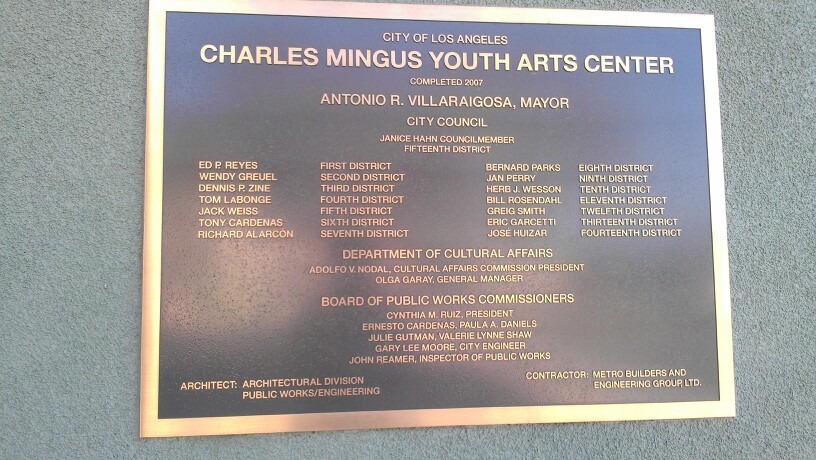 CITY OF LOS ANGELES
CHARLES MINGUS YOUTH ARTS CENTER
COMPLETED 2007
ANTONIO R. VILLARAIGOSA, MAYOR
CITY COUNCIL
JANICE HAHN COUNCILMEMBER
FIFTEENTH DISTRICT
ED P. REYES FIRST DISTRICT BERNARD PARKS EIGHTH DISTRICT
WENDY GREUEL SECOND DISTRICT JAN PERRY NINTH DISTRICT
DENNIS P. ZINE THIRD DISTRICT HERB J. WESSON TENTH DISTRICT
TOM LaBONGE FOURTH DISTRICT BILL ROSENDAHL ELEVENTH DISTRICT
JACK WEISS FIFTH DISTRICT GREIG SMITH TWELFTH DISTRICT
TONY CARDENAS SIXTH DISTRICT ERIC GARCETTI THIRTEENTH DISTRICT
RICHARD ALARCÓN SEVENTH DISTRICT JOSÉ HUIZAR FOURTEENTH DISTRICT
DEPARTMENT OF CULTURAL AFFAIRS
ADOLFO V. NODAL, CULTURAL AFFAIRS COMMISSION PRESIDENT
OLGA GARAY, GENERAL MANAGER
BOARD OF PUBLIC WORKS COMMISSIONERS
CYNTHIA M. RUIZ, PRESIDENT
ERNESTO CARDENAS, PAULA A. DANIELS
JULIE GUTMAN, VALERIE LYNNE SHAW
GARY LEE MOORE, CITY ENGINEER
JOHN REAMER, INSPECTOR OF PUBLIC WORKS
ARCHITECT: ARCHITECTURAL DIVISION
PUBLIC WORKS/ENGINEERING
CONTRACTOR: METRO BUILDERS AND
ENGINEERING GROUP, LTD.